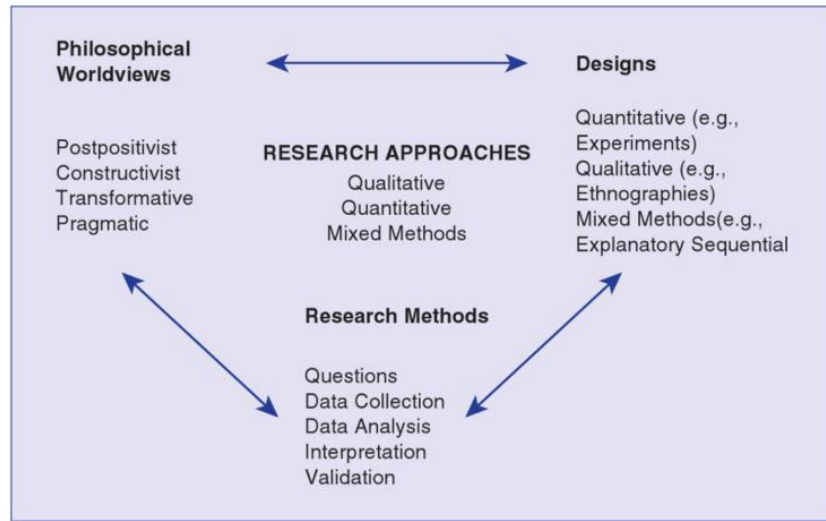 Philosophical
Worldviews
Postpositivist
Constructivist
Transformative
Pragmatic
RESEARCH APPROACHES
Qualitative
Quantitative
Mixed Methods
Designs
Quantitative (e.g.,
Experiments)
Qualitative (e.g.,
Ethnographies)
Mixed Methods(e.g.,
Explanatory Sequential
Research Methods
Questions
Data Collection
Data Analysis
Interpretation
Validation